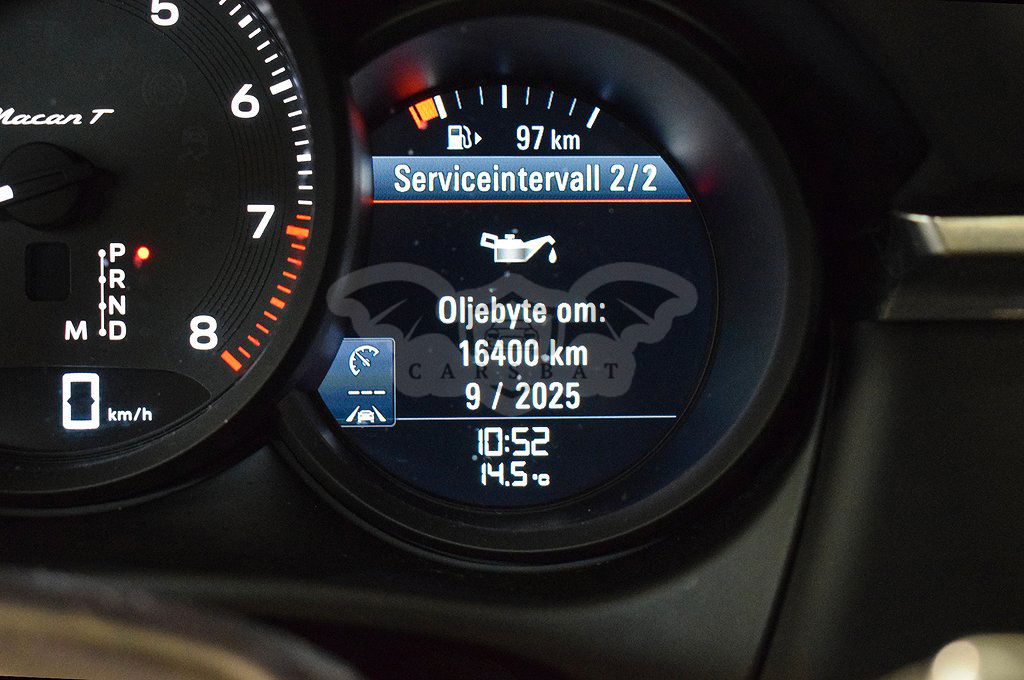 5
6
7
8
Macan T
P
R
N
M D
0 km/h
97 km
Serviceintervall 2/2
Oljebyte om:
16400 km
9 / 2025
CARSBAT
10:52
14.5 °C